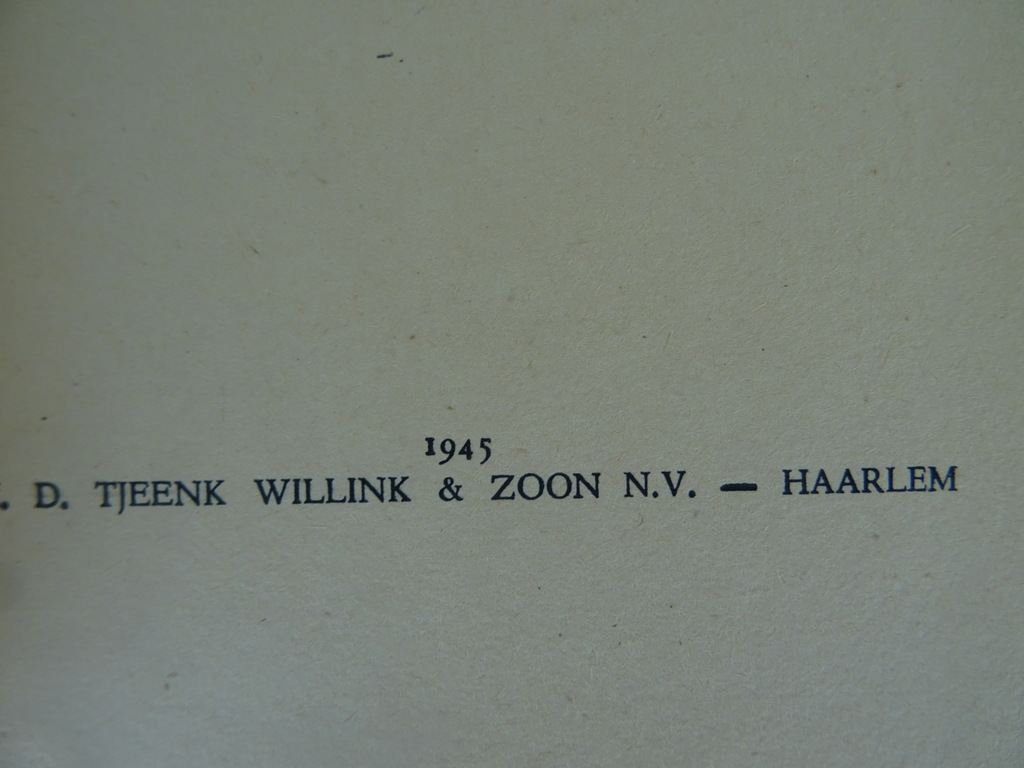 1945
. D. TJEENK WILLINK & ZOON N.V. — HAARLEM